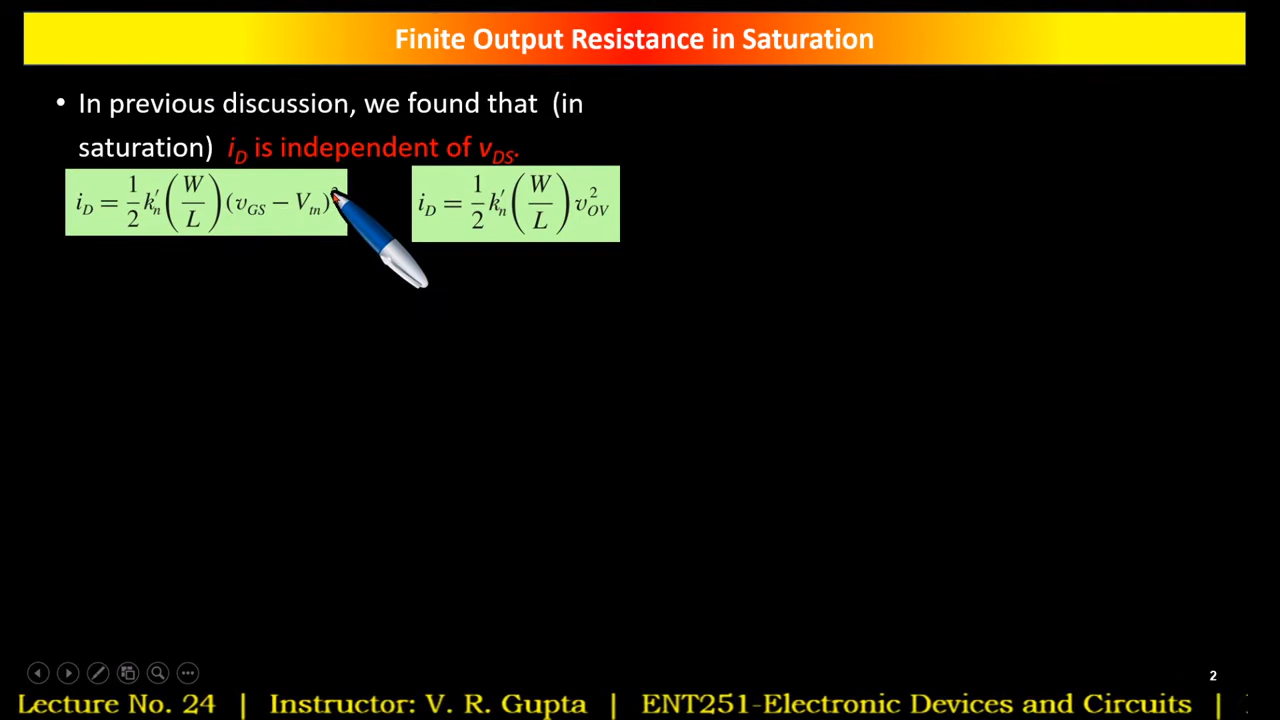 Finite Output Resistance in Saturation
• In previous discussion, we found that (in
saturation) iD is independent of vDS.
iD = 1/2 k'n (W/L) (vGS − Vtn)²
iD = 1/2 k'n (W/L) v²OV
2
Lecture No. 24 | Instructor: V. R. Gupta | ENT251-Electronic Devices and Circuits |